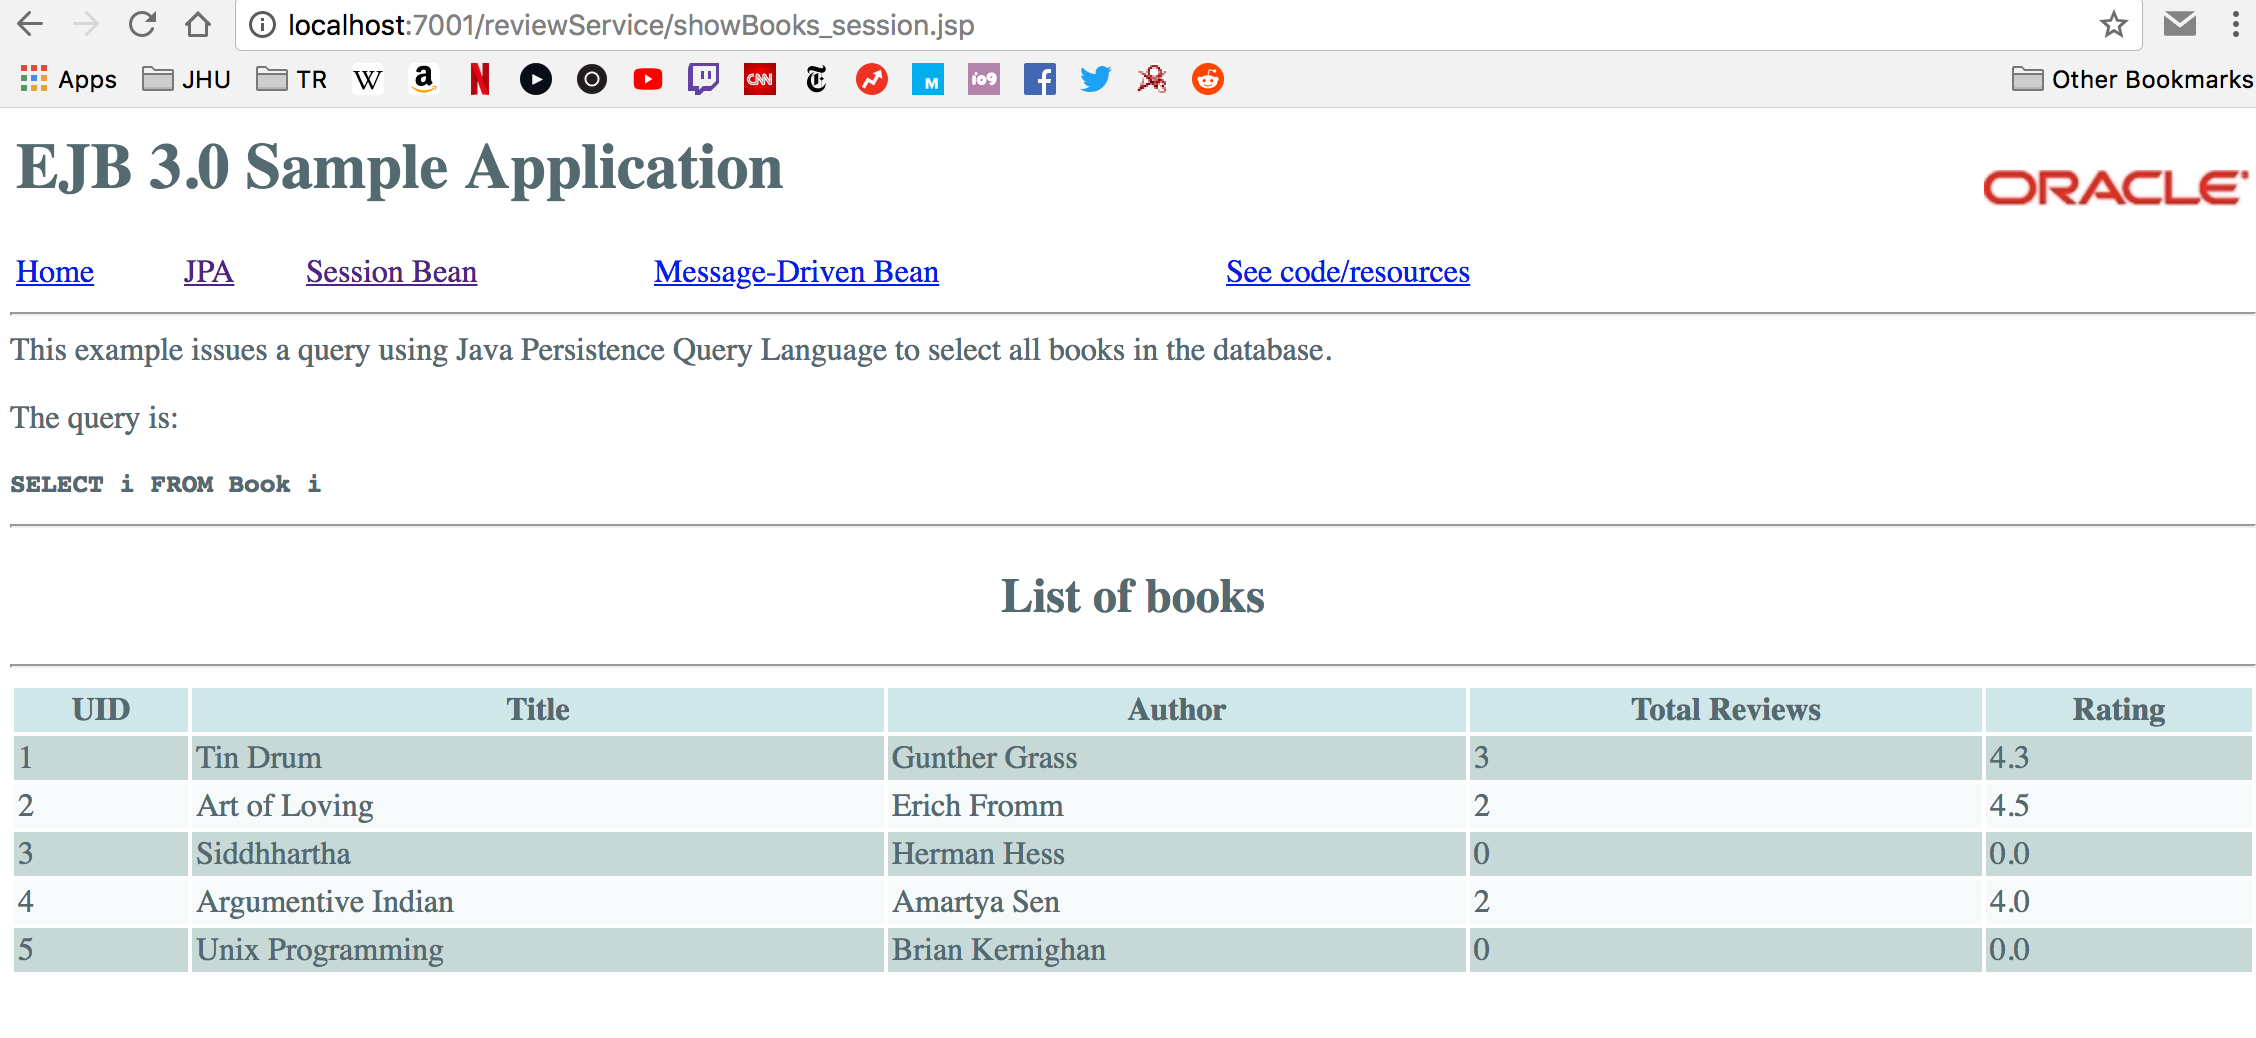 localhost:7001/reviewService/showBooks_session.jsp
Apps JHU TR W a N CNN T M io9 f Other Bookmarks
EJB 3.0 Sample Application
ORACLE
Home JPA Session Bean Message-Driven Bean See code/resources
This example issues a query using Java Persistence Query Language to select all books in the database.
The query is:
SELECT i FROM Book i
List of books
UID Title Author Total Reviews Rating
1 Tin Drum Gunther Grass 3 4.3
2 Art of Loving Erich Fromm 2 4.5
3 Siddhhartha Herman Hess 0 0.0
4 Argumentive Indian Amartya Sen 2 4.0
5 Unix Programming Brian Kernighan 0 0.0